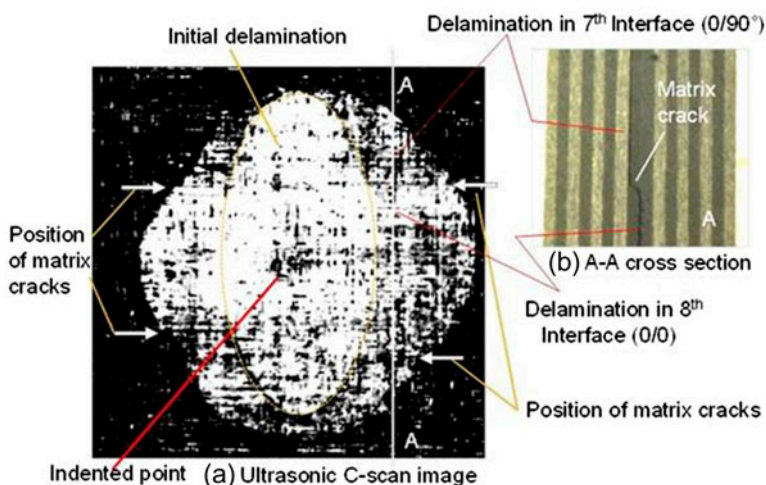 Initial delamination
Delamination in 7th Interface (0/90°)
A
Matrix
crack
A
Position
of matrix
cracks
(b) A-A cross section
Delamination in 8th
Interface (0/0)
Position of matrix cracks
A
Indented point
(a) Ultrasonic C-scan image